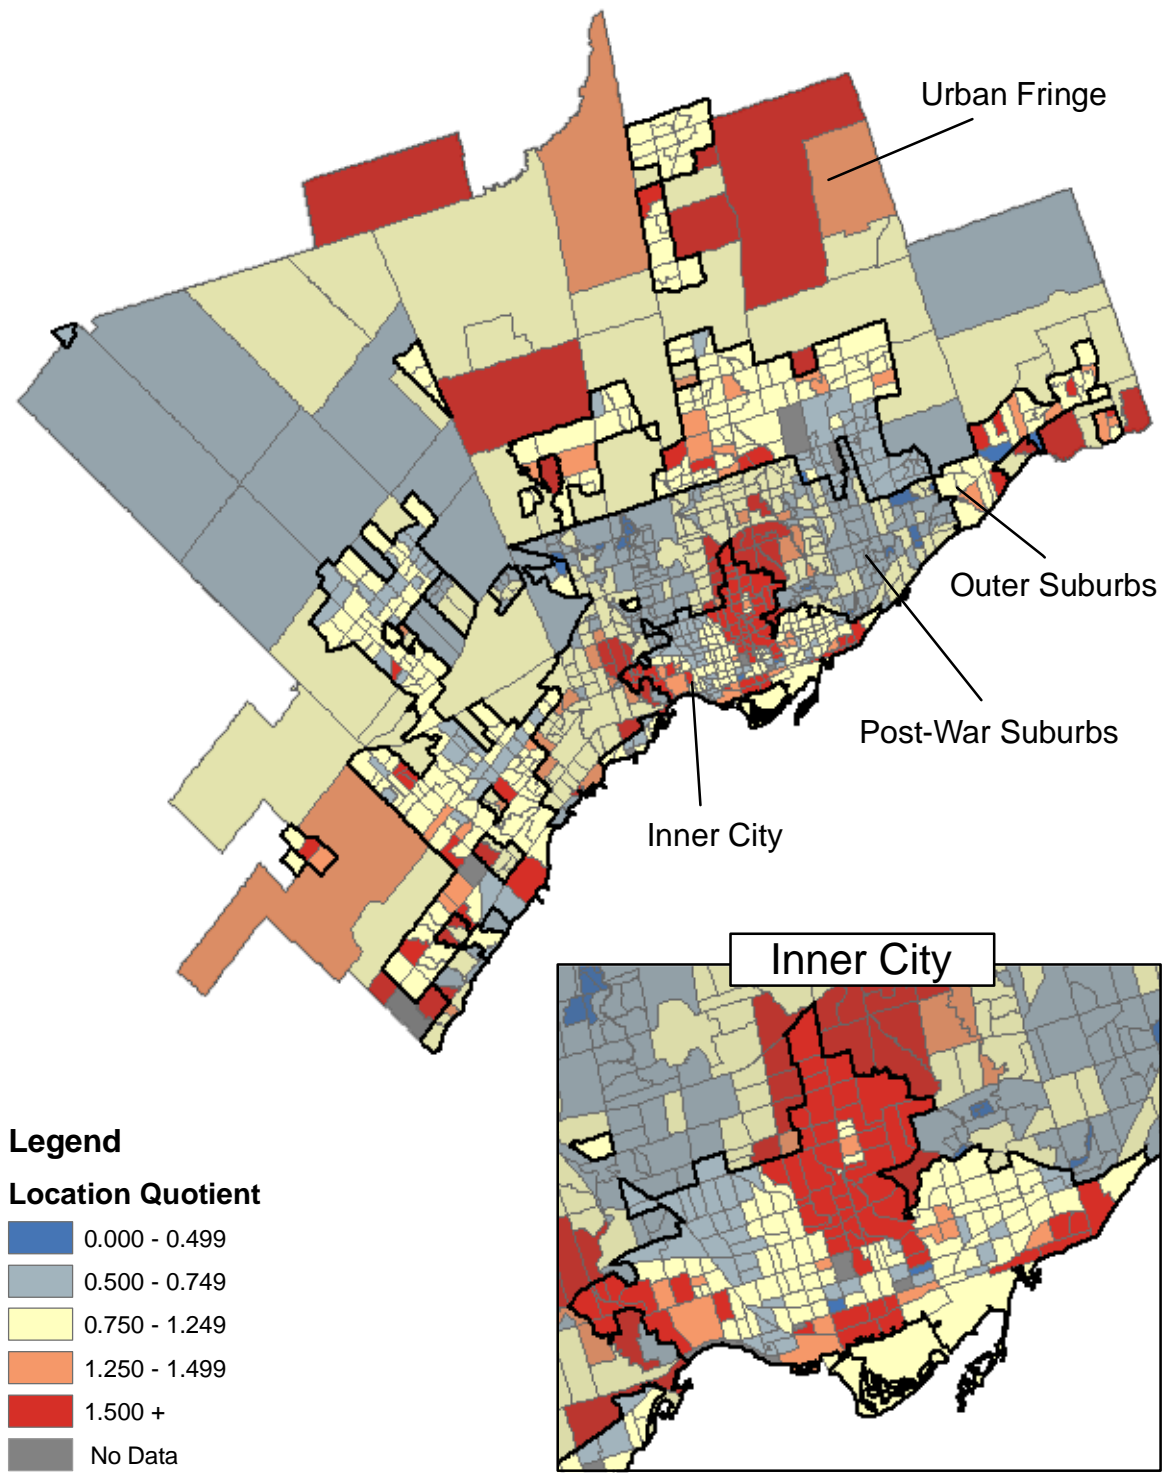 Urban Fringe
Outer Suburbs
Post-War Suburbs
Inner City
Inner City
Legend
Location Quotient
0.000 - 0.499
0.500 - 0.749
0.750 - 1.249
1.250 - 1.499
1.500 +
No Data